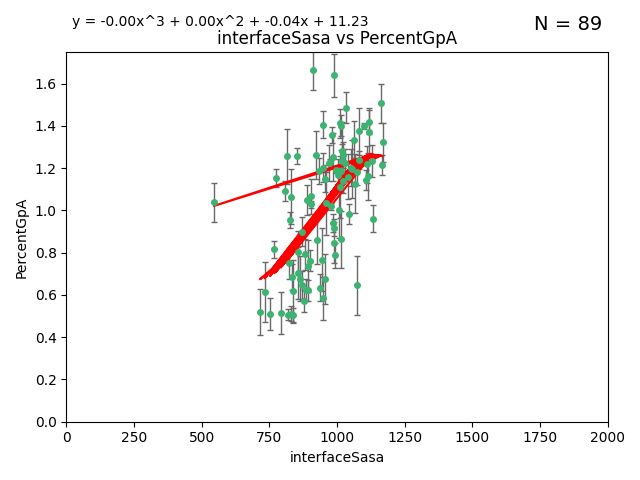 y = -0.00x^3 + 0.00x^2 + -0.04x + 11.23
N = 89
interfaceSasa vs PercentGpA
PercentGpA
1.6
1.4
1.2
1.0
0.8
0.6
0.4
0.2
0.0
0 250 500 750 1000 1250 1500 1750 2000
interfaceSasa